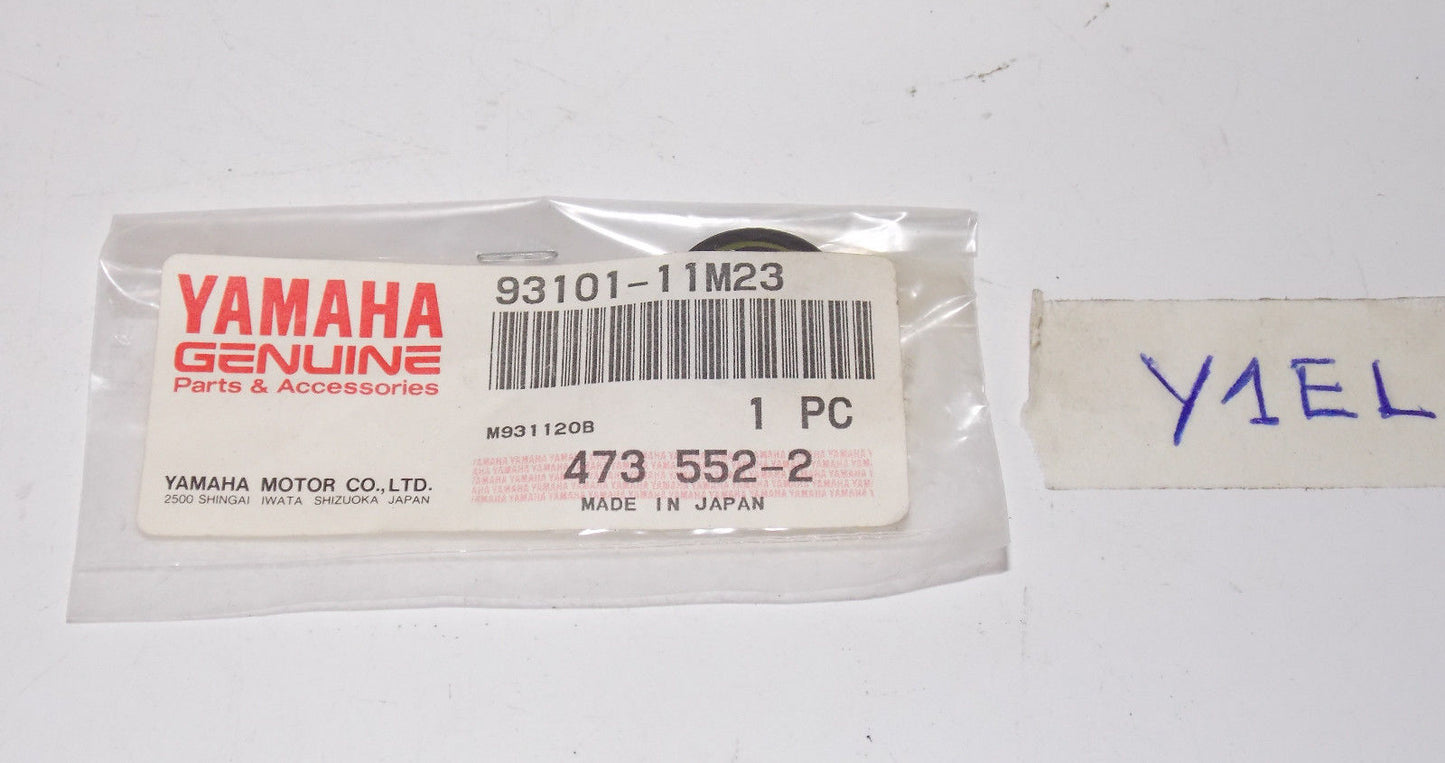 YAMAHA
GENUINE
Parts & Accessories
YAMAHA MOTOR CO.,LTD.
2500 SHINGAI IWATA SHIZUOKA JAPAN
93101-11M23
1 PC
M931120B
473 552-2
MADE IN JAPAN
Y1EL